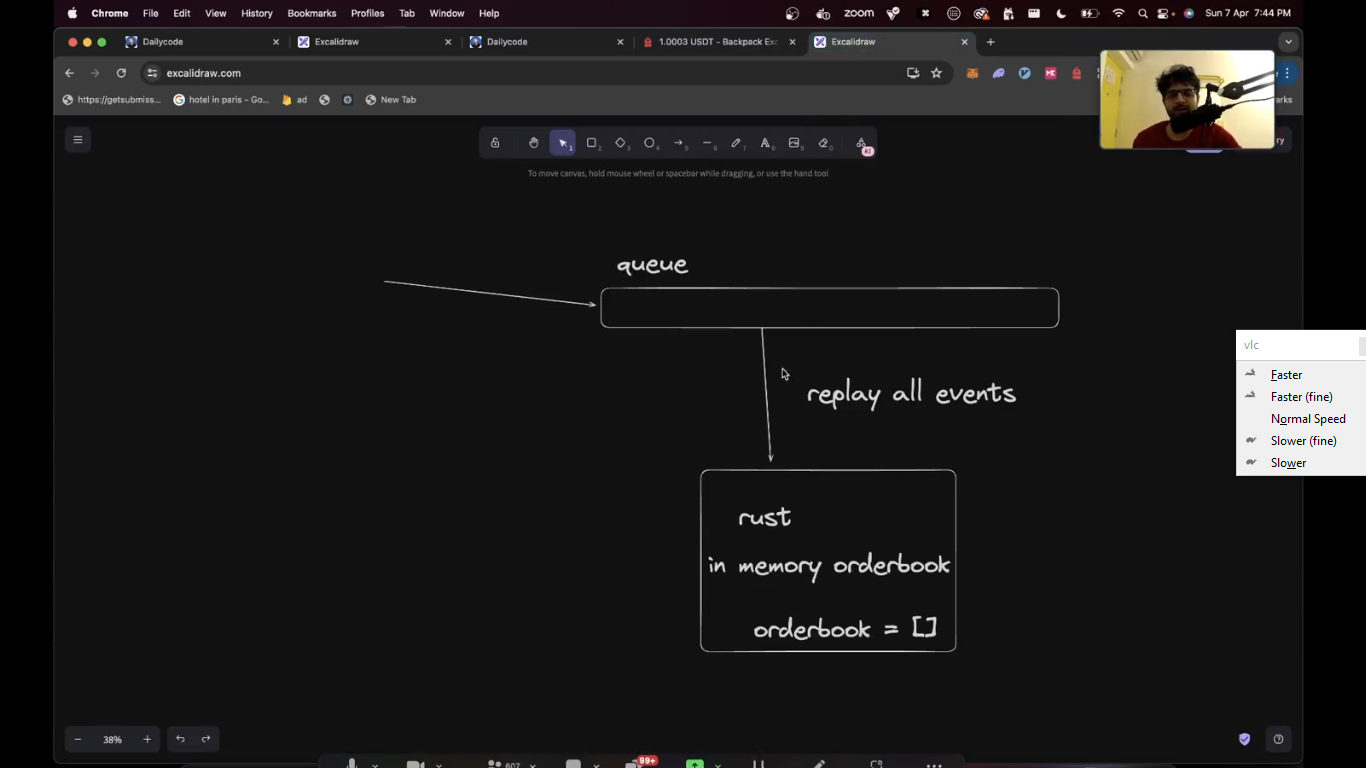 Chrome File Edit View History Bookmarks Profiles Tab Window Help zoom Sun 7 Apr 7:44 PM
Dailycode Excalidraw Dailycode 1.0003 USDT - Backpack Exc Excalidraw
excalidraw.com
https://getsubmiss... hotel in paris - Go... ad New Tab
To move canvas, hold mouse wheel or spacebar while dragging, or use the hand tool
queue
replay all events
rust
in memory orderbook
orderbook = []
vlc
Faster
Faster (fine)
Normal Speed
Slower (fine)
Slower
38%
607 99+